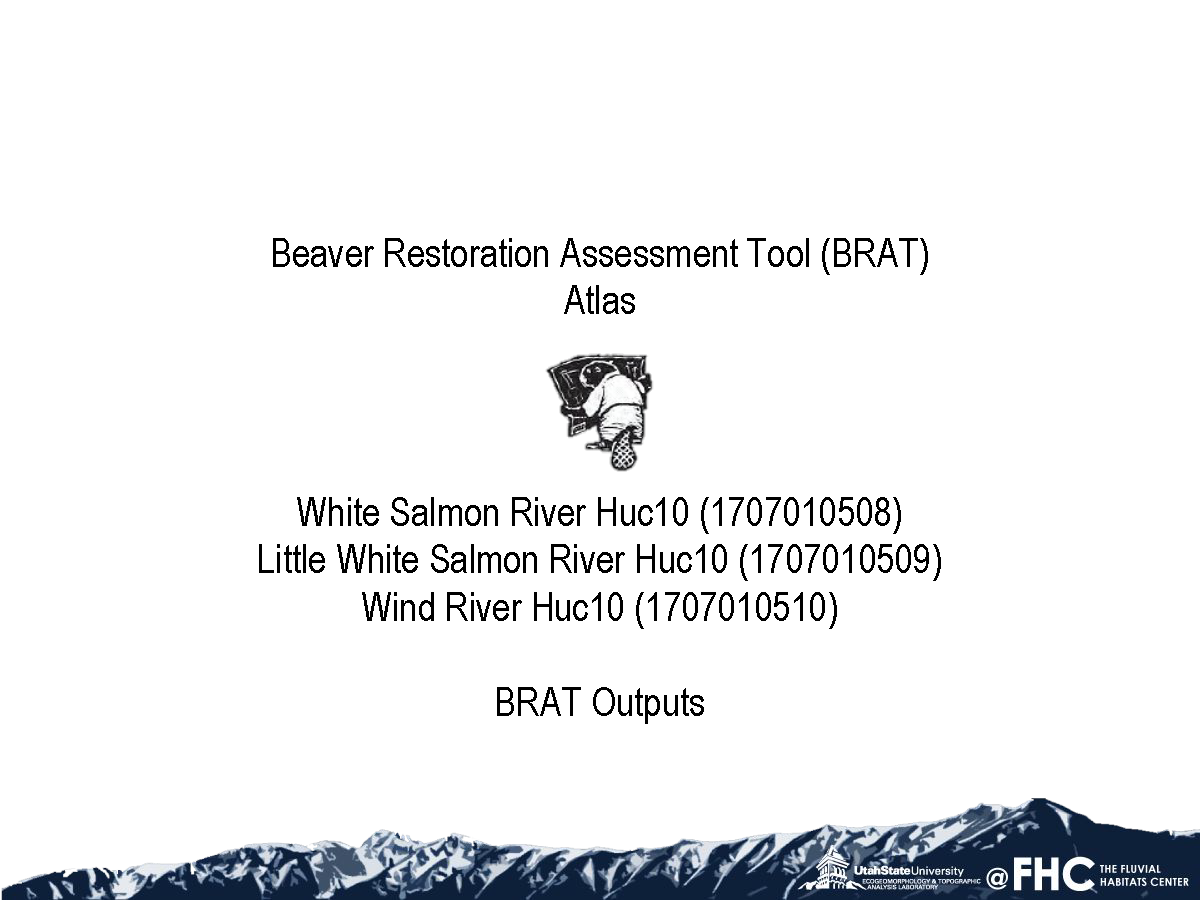 Beaver Restoration Assessment Tool (BRAT)
Atlas
White Salmon River Huc10 (1707010508)
Little White Salmon River Huc10 (1707010509)
Wind River Huc10 (1707010510)
BRAT Outputs
UtahStateUniversity
ECOGEOMORPHOLOGY & TOPOGRAPHIC
ANALYSIS LABORATORY
@FHC THE FLUVIAL
HABITATS CENTER